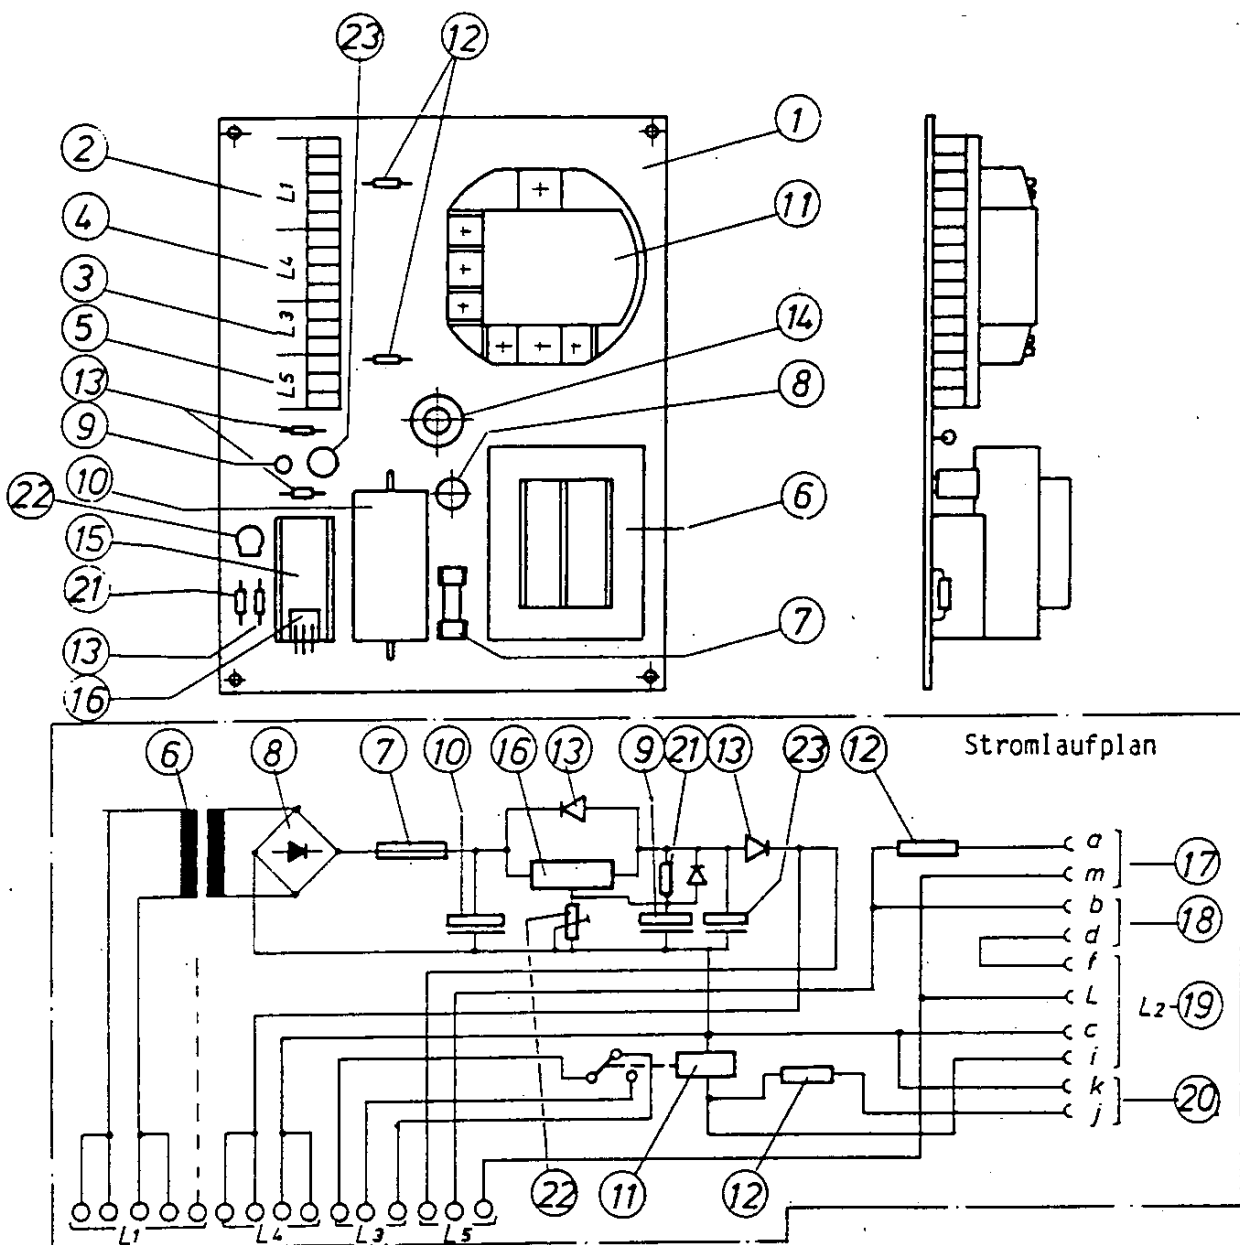 23 12
2 1
L1
4 11
L4
3
L3
5 14
L5
13 8
9
10
22 6
15
21
13 7
16
Stromlaufplan
6 8 7 10 16 13 9 21 13 23 12
a
m 17
b
d 18
f
L
L2 19
c
i
k
j 20
22 11 12
L1 L4 L3 L5